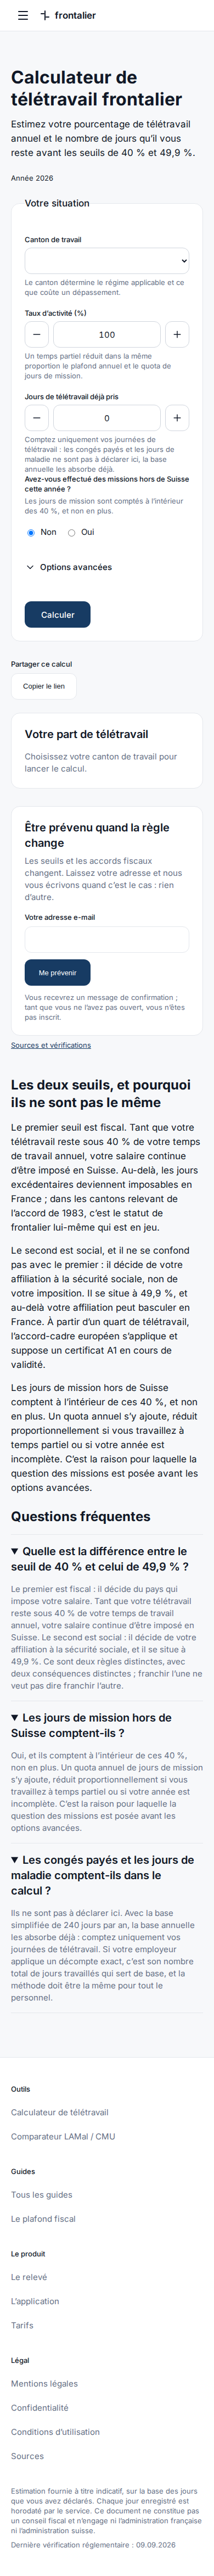 frontalier
Calculateur de
télétravail frontalier
Estimez votre pourcentage de télétravail
annuel et le nombre de jours qu'il vous
reste avant les seuils de 40 % et 49,9 %.
Année 2026
Votre situation
Canton de travail
Le canton détermine le régime applicable et ce
que coûte un dépassement.
Taux d'activité (%)
100
Un temps partiel réduit dans la même
proportion le plafond annuel et le quota de
jours de mission.
Jours de télétravail déjà pris
0
Comptez uniquement vos journées de
télétravail : les congés payés et les jours de
maladie ne sont pas à déclarer ici, la base
annuelle les absorbe déjà.
Avez-vous effectué des missions hors de Suisse
cette année ?
Les jours de mission sont comptés à l'intérieur
des 40 %, et non en plus.
Non Oui
Options avancées
Calculer
Partager ce calcul
Copier le lien
Votre part de télétravail
Choisissez votre canton de travail pour
lancer le calcul.
Être prévenu quand la règle
change
Les seuils et les accords fiscaux
changent. Laissez votre adresse et nous
vous écrivons quand c'est le cas : rien
d'autre.
Votre adresse e-mail
Me prévenir
Vous recevrez un message de confirmation ;
tant que vous ne l'avez pas ouvert, vous n'êtes
pas inscrit.
Sources et vérifications
Les deux seuils, et pourquoi
ils ne sont pas le même
Le premier seuil est fiscal. Tant que votre
télétravail reste sous 40 % de votre temps
de travail annuel, votre salaire continue
d'être imposé en Suisse. Au-delà, les jours
excédentaires deviennent imposables en
France ; dans les cantons relevant de
l'accord de 1983, c'est le statut de
frontalier lui-même qui est en jeu.
Le second est social, et il ne se confond
pas avec le premier : il décide de votre
affiliation à la sécurité sociale, non de
votre imposition. Il se situe à 49,9 %, et
au-delà votre affiliation peut basculer en
France. À partir d'un quart de télétravail,
l'accord-cadre européen s'applique et
suppose un certificat A1 en cours de
validité.
Les jours de mission hors de Suisse
comptent à l'intérieur de ces 40 %, et non
en plus. Un quota annuel s'y ajoute, réduit
proportionnellement si vous travaillez à
temps partiel ou si votre année est
incomplète. C'est la raison pour laquelle la
question des missions est posée avant les
options avancées.
Questions fréquentes
Quelle est la différence entre le
seuil de 40 % et celui de 49,9 % ?
Le premier est fiscal : il décide du pays qui
impose votre salaire. Tant que votre télétravail
reste sous 40 % de votre temps de travail
annuel, votre salaire continue d'être imposé en
Suisse. Le second est social : il décide de votre
affiliation à la sécurité sociale, et il se situe à
49,9 %. Ce sont deux règles distinctes, avec
deux conséquences distinctes ; franchir l'une ne
veut pas dire franchir l'autre.
Les jours de mission hors de
Suisse comptent-ils ?
Oui, et ils comptent à l'intérieur de ces 40 %,
non en plus. Un quota annuel de jours de mission
s'y ajoute, réduit proportionnellement si vous
travaillez à temps partiel ou si votre année est
incomplète. C'est la raison pour laquelle la
question des missions est posée avant les
options avancées.
Les congés payés et les jours de
maladie comptent-ils dans le
calcul ?
Ils ne sont pas à déclarer ici. Avec la base
simplifiée de 240 jours par an, la base annuelle
les absorbe déjà : comptez uniquement vos
journées de télétravail. Si votre employeur
applique un décompte exact, c'est son nombre
total de jours travaillés qui sert de base, et la
méthode doit être la même pour tout le
personnel.
Outils
Calculateur de télétravail
Comparateur LAMal / CMU
Guides
Tous les guides
Le plafond fiscal
Le produit
Le relevé
L'application
Tarifs
Légal
Mentions légales
Confidentialité
Conditions d'utilisation
Sources
Estimation fournie à titre indicatif, sur la base des jours
que vous avez déclarés. Chaque jour enregistré est
horodaté par le service. Ce document ne constitue pas
un conseil fiscal et n'engage ni l'administration française
ni l'administration suisse.
Dernière vérification réglementaire : 09.09.2026